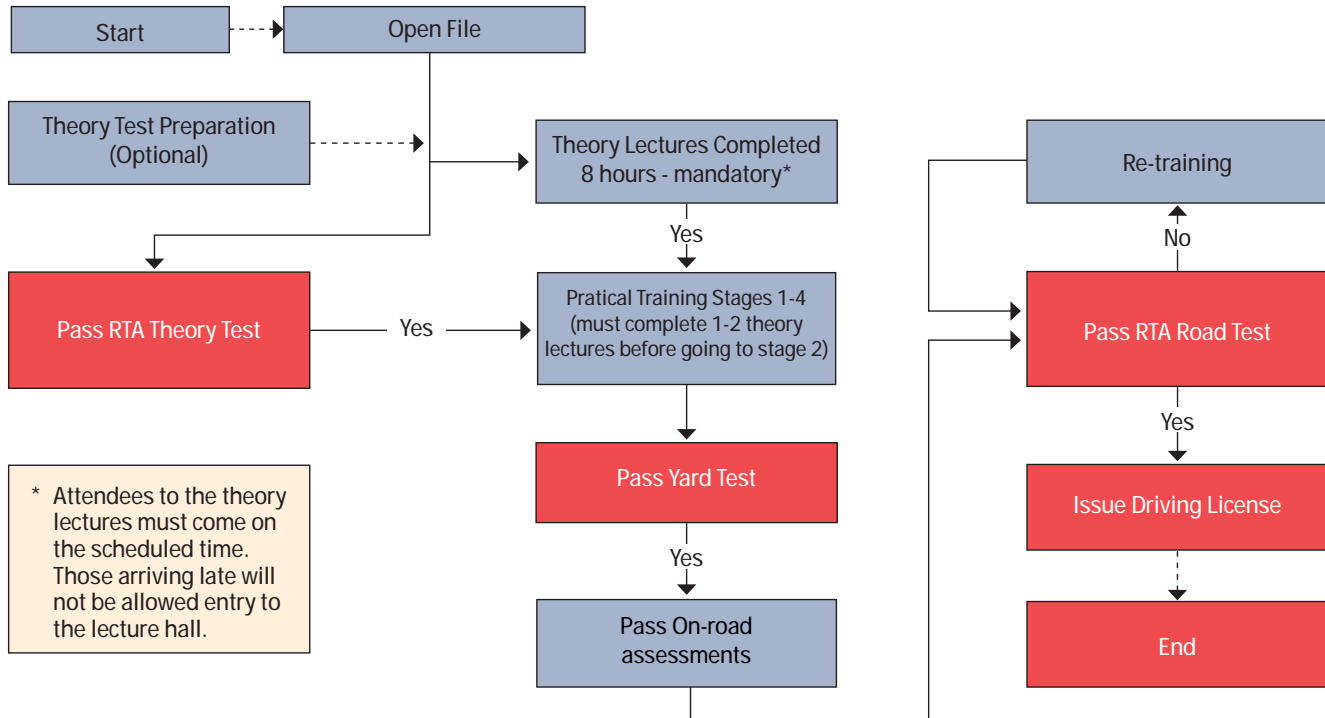 Start
Open File
Theory Test Preparation
(Optional)
Theory Lectures Completed
8 hours - mandatory*
Yes
Pass RTA Theory Test
Yes
Pratical Training Stages 1-4
(must complete 1-2 theory
lectures before going to stage 2)
Pass Yard Test
Yes
Pass On-road
assessments
* Attendees to the theory
lectures must come on
the scheduled time.
Those arriving late will
not be allowed entry to
the lecture hall.
Re-training
No
Pass RTA Road Test
Yes
Issue Driving License
End